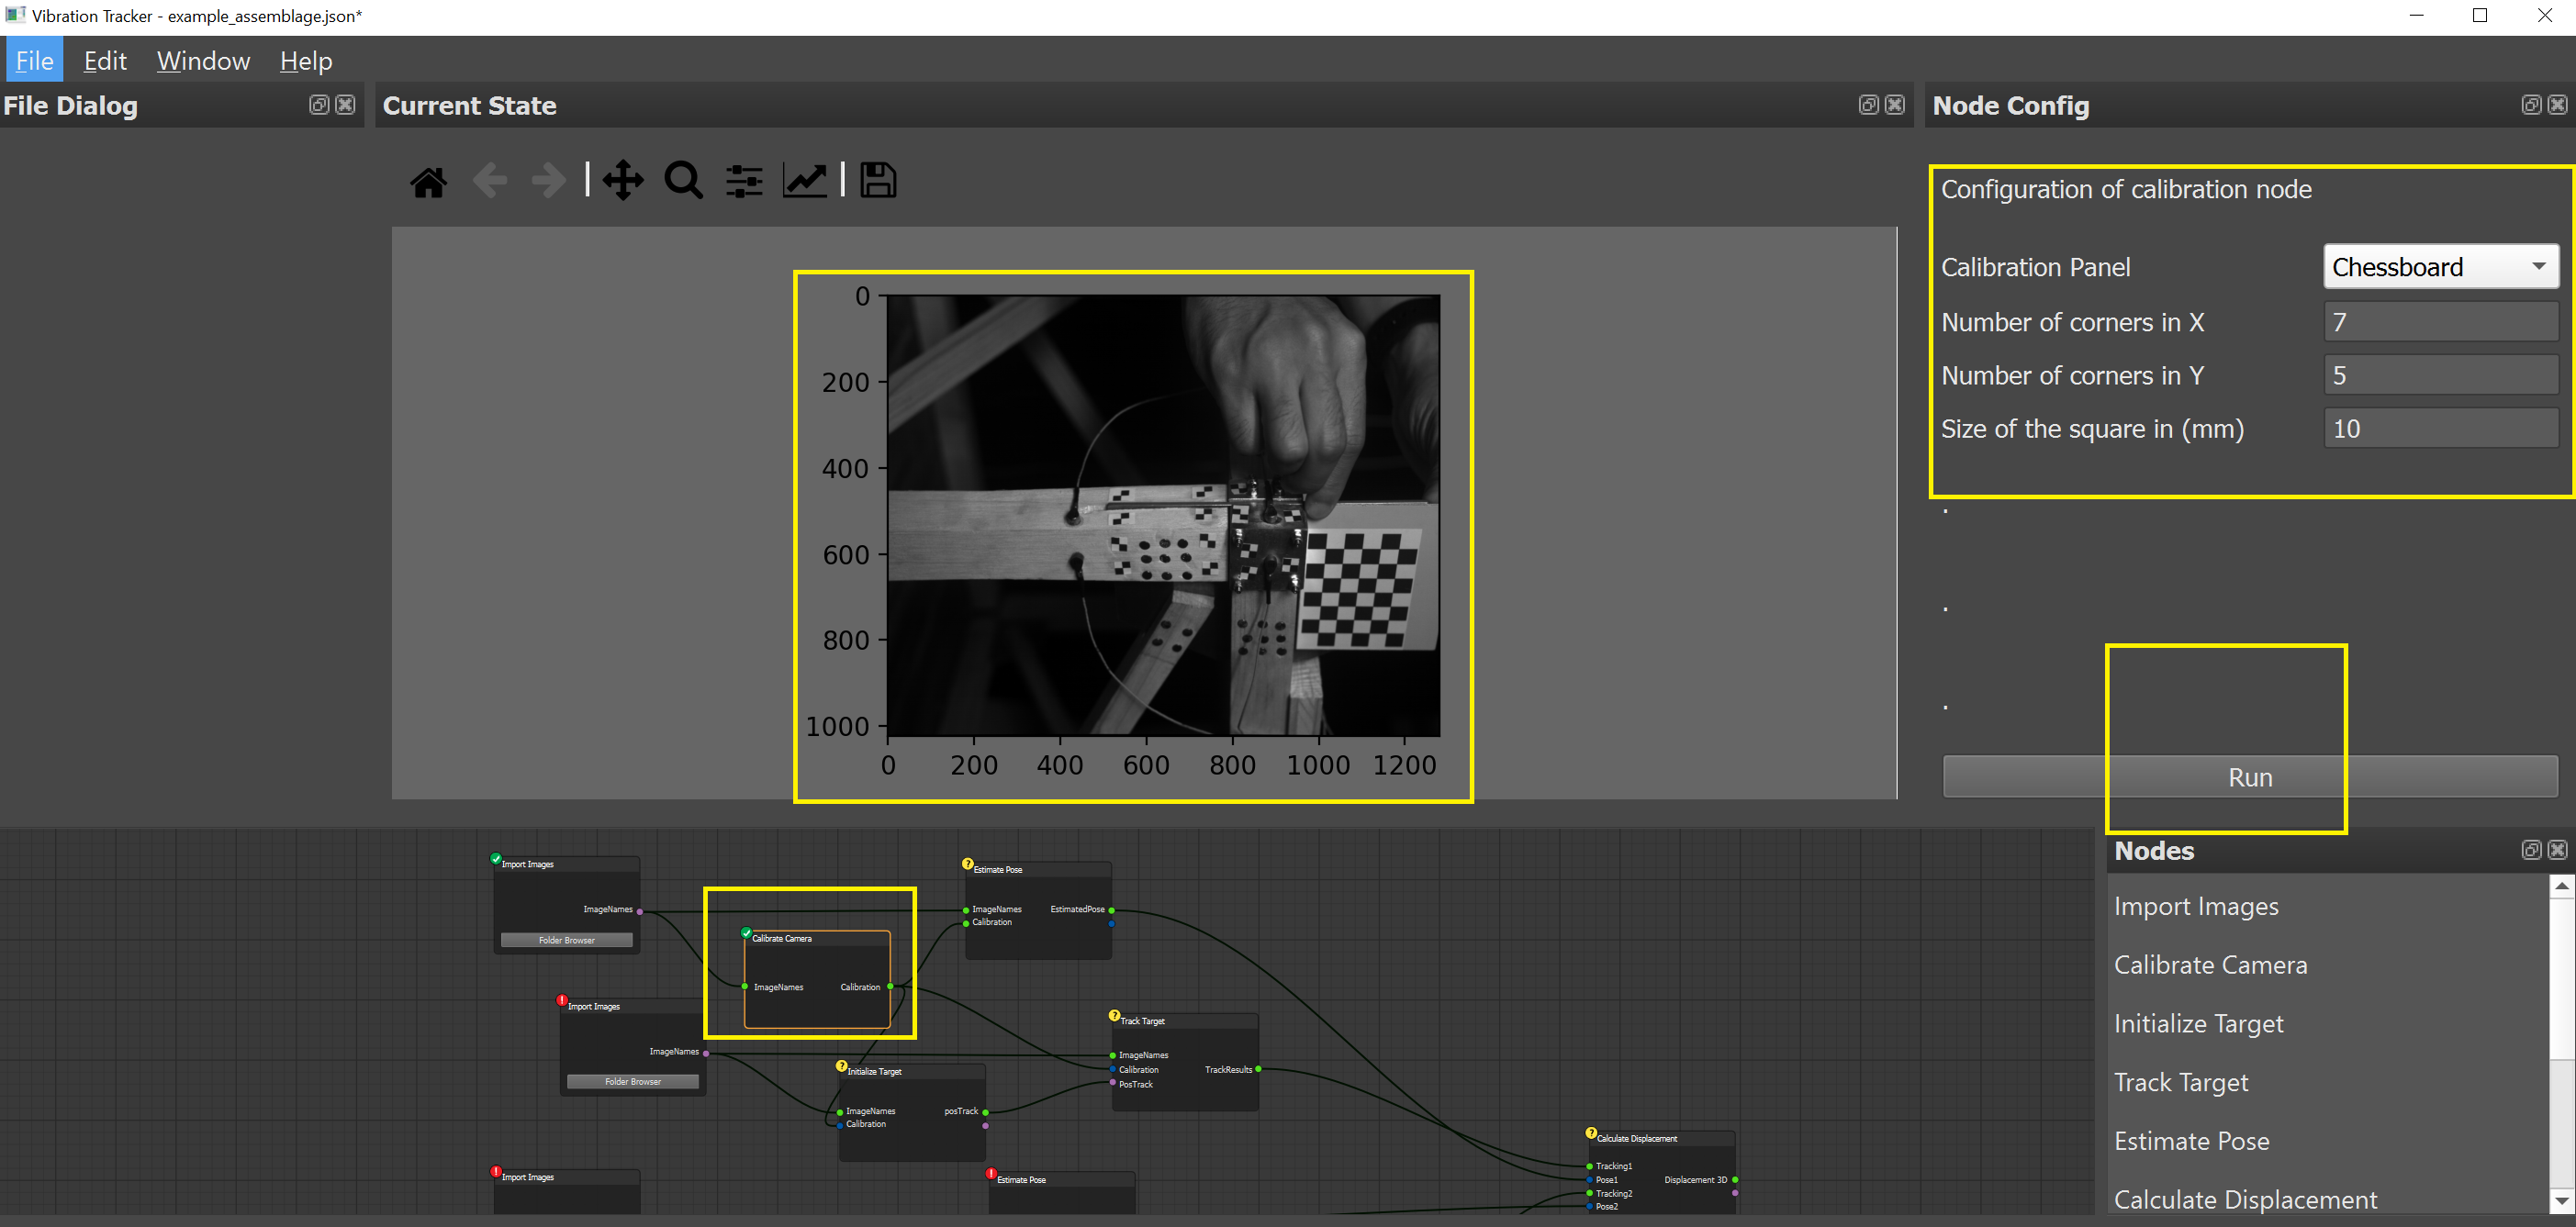 Vibration Tracker - example_assemblage.json*
File Edit Window Help
File Dialog
Current State
Node Config
Configuration of calibration node
Calibration Panel Chessboard
Number of corners in X 7
Number of corners in Y 5
Size of the square in (mm) 10
.
.
.
Run
0
200
400
600
800
1000
0 200 400 600 800 1000 1200
Import Images
ImageNames
Folder Browser
Calibrate Camera
ImageNames Calibration
Estimate Pose
ImageNames EstimatedPose
Calibration
Import Images
ImageNames
Folder Browser
Initialize Target
ImageNames posTrack
Calibration
Track Target
ImageNames
Calibration TrackResults
PosTrack
Import Images
Estimate Pose
Calculate Displacement
Tracking1
Pose1 Displacement 3D
Tracking2
Pose2
Nodes
Import Images
Calibrate Camera
Initialize Target
Track Target
Estimate Pose
Calculate Displacement